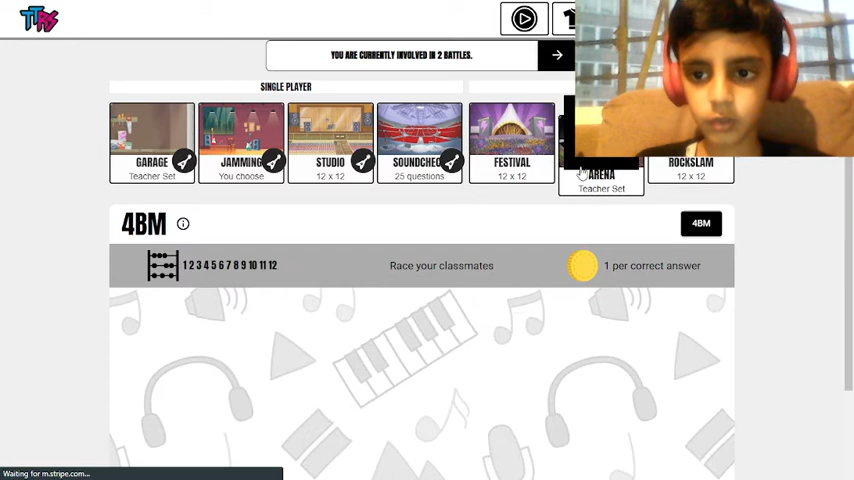 TTRS
YOU ARE CURRENTLY INVOLVED IN 2 BATTLES.
SINGLE PLAYER
GARAGE
Teacher Set
JAMMING
You choose
STUDIO
12 x 12
SOUNDCHEC
25 questions
FESTIVAL
12 x 12
ARENA
Teacher Set
ROCKSLAM
12 x 12
4BM
4BM
1 2 3 4 5 6 7 8 9 10 11 12
Race your classmates
1 per correct answer
Waiting for m.stripe.com...